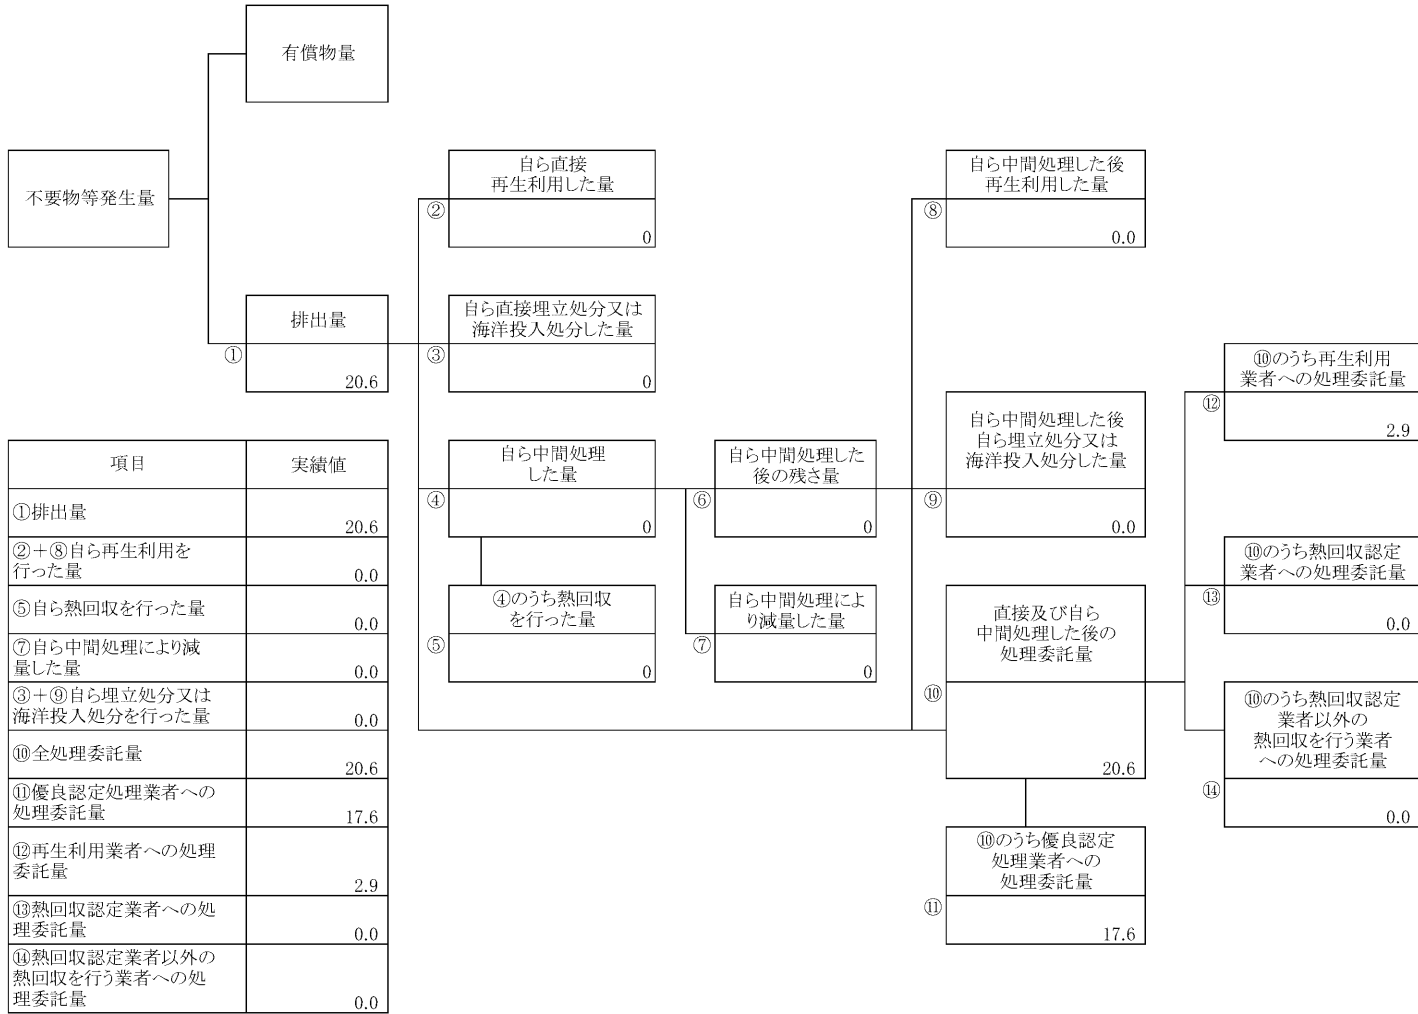 有償物量
不要物等発生量
排出量
①
20.6
自ら直接
再生利用した量
②
0
自ら直接埋立処分又は
海洋投入処分した量
③
0
自ら中間処理
した量
④
0
④のうち熱回収
を行った量
⑤
0
自ら中間処理した
後の残さ量
⑥
0
自ら中間処理によ
り減量した量
⑦
0
自ら中間処理した後
再生利用した量
⑧
0.0
自ら中間処理した後
自ら埋立処分又は
海洋投入処分した量
⑨
0.0
直接及び自ら
中間処理した後の
処理委託量
⑩
20.6
⑩のうち優良認定
処理業者への
処理委託量
⑪
17.6
⑩のうち再生利用
業者への処理委託量
⑫
2.9
⑩のうち熱回収認定
業者への処理委託量
⑬
0.0
⑩のうち熱回収認定
業者以外の
熱回収を行う業者
への処理委託量
⑭
0.0
項目 実績値
①排出量
20.6
②+⑧自ら再生利用を
行った量
0.0
⑤自ら熱回収を行った量
0.0
⑦自ら中間処理により減
量した量
0.0
③+⑨自ら埋立処分又は
海洋投入処分を行った量
0.0
⑩全処理委託量
20.6
⑪優良認定処理業者への
処理委託量
17.6
⑫再生利用業者への処理
委託量
2.9
⑬熱回収認定業者への処
理委託量
0.0
⑭熱回収認定業者以外の
熱回収を行う業者への処
理委託量
0.0